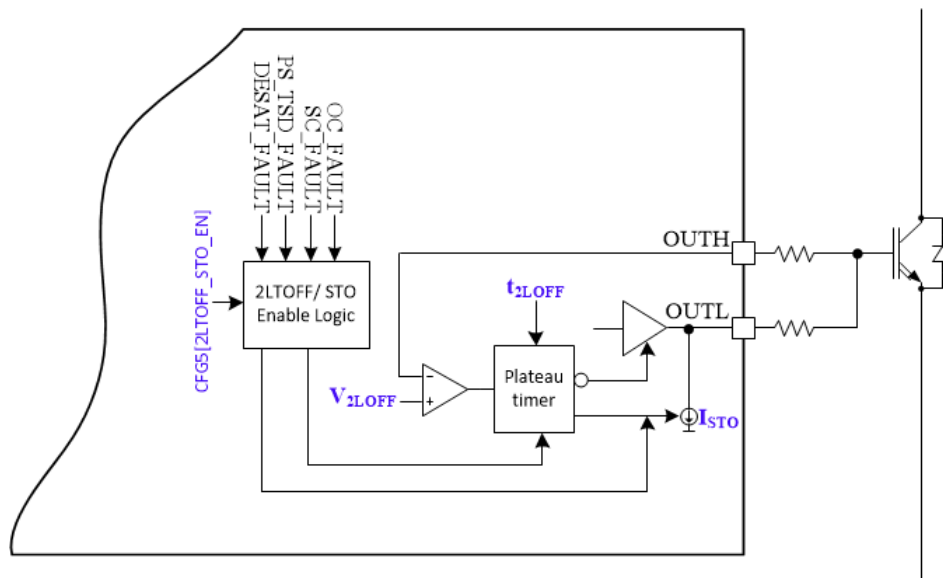 DESAT_FAULT
PS_TSD_FAULT
SC_FAULT
OC_FAULT
CFG5[2LTOFF_STO_EN]
2LTOFF/ STO
Enable Logic
OUTH
OUTL
t2LOFF
V2LOFF
−
+
Plateau
timer
ISTO